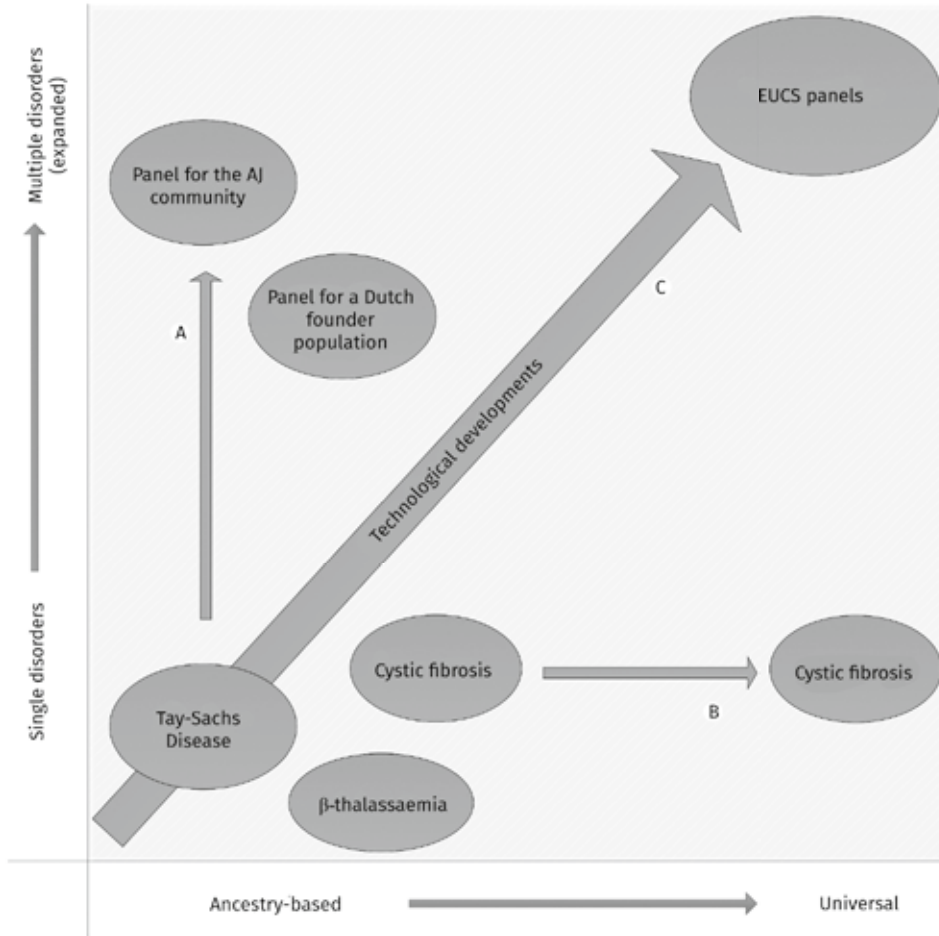 Multiple disorders
(expanded)
Single disorders
EUCS panels
Panel for the AJ
community
Panel for a Dutch
founder
population
A
C
Technological developments
Cystic fibrosis
Cystic fibrosis
B
Tay-Sachs
Disease
β-thalassaemia
Ancestry-based
Universal